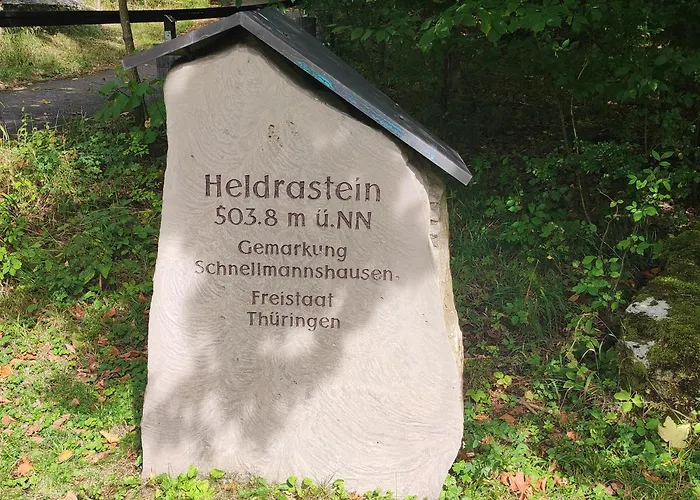 Heldrastein
503.8 m ü.NN
Gemarkung
Schnellmannshausen
Freistaat
Thüringen